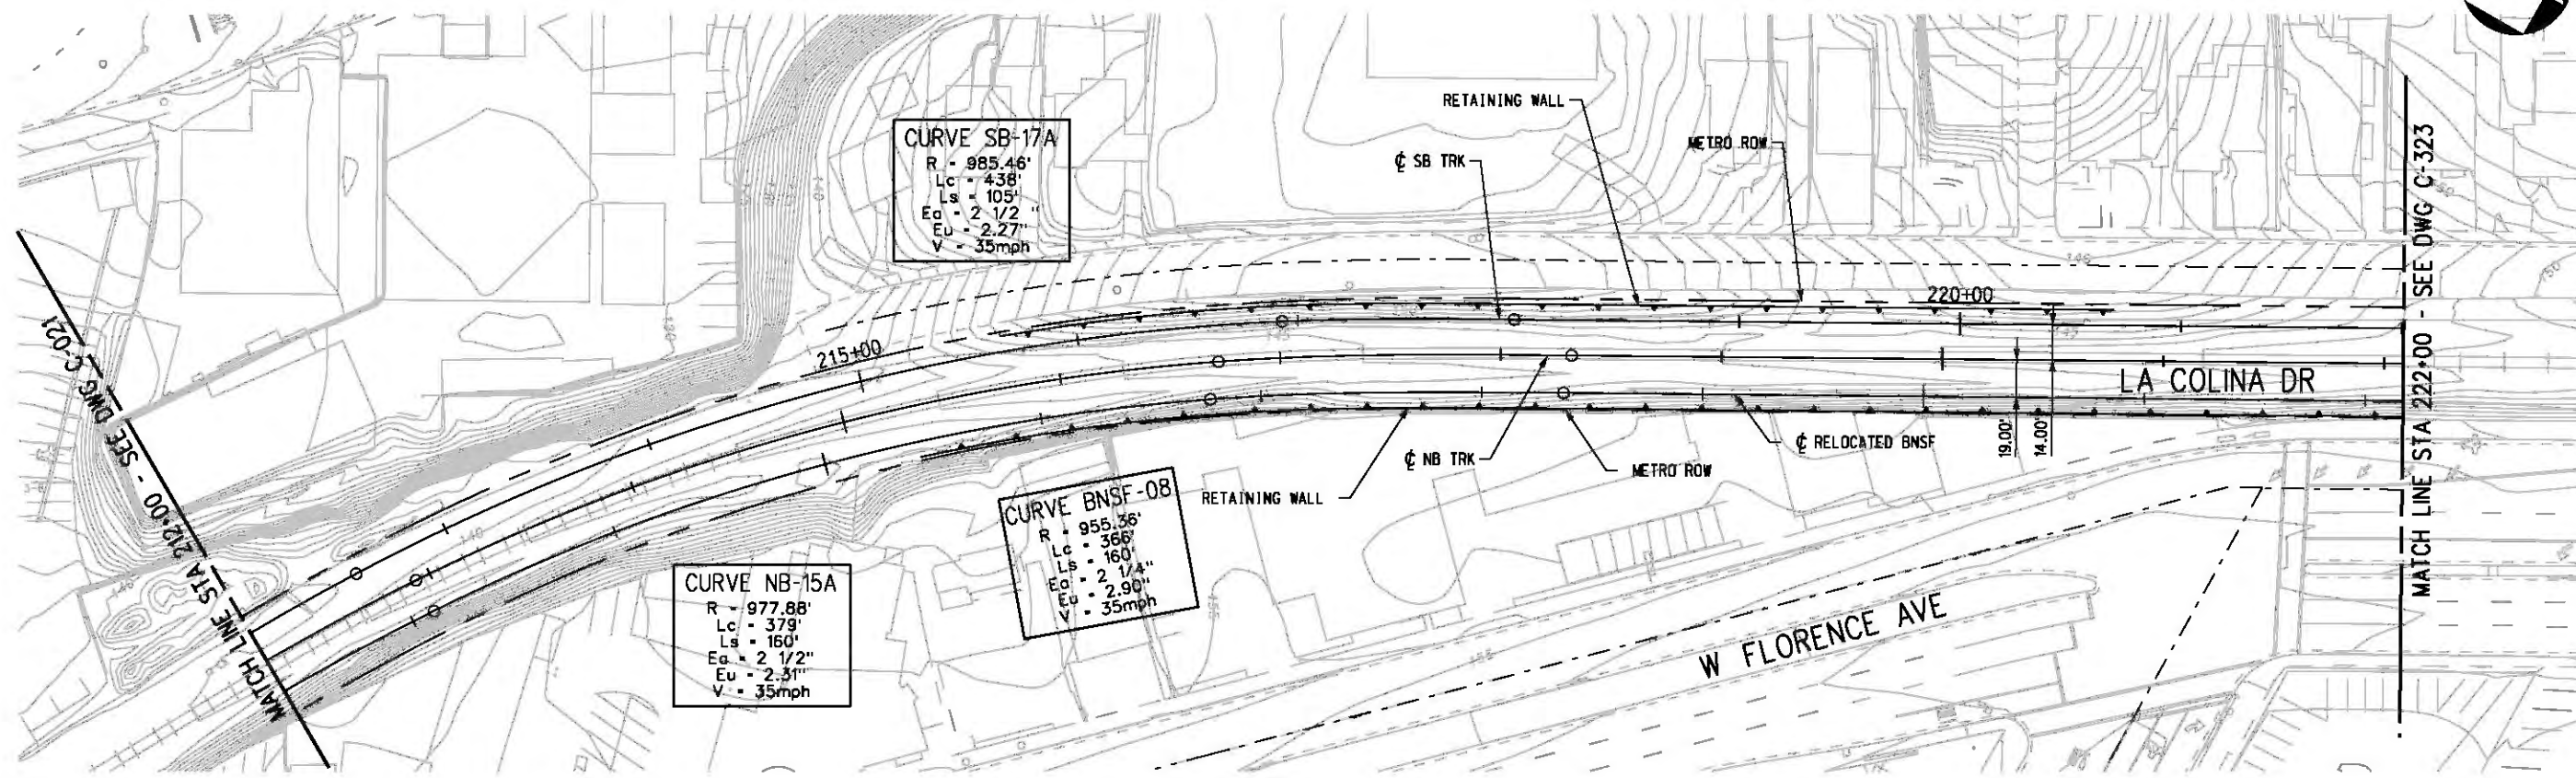 RETAINING WALL
METRO ROW
℄ SB TRK
CURVE SB-17A
R = 985.46'
Lc = 438'
Ls = 105'
Ea = 2 1/2 "
Eu = 2.27"
V = 35mph
220+00
215+00
MATCH LINE STA 212+00 - SEE DWG C-021
MATCH LINE STA 222+00 - SEE DWG C-323
LA COLINA DR
19.00'
14.00'
℄ RELOCATED BNSF
℄ NB TRK
METRO ROW
RETAINING WALL
CURVE BNSF-08
R = 955.36'
Lc = 366'
Ls = 160'
Ea = 2 1/4"
Eu = 2.90"
V = 35mph
CURVE NB-15A
R = 977.88'
Lc = 379'
Ls = 160'
Ea = 2 1/2"
Eu = 2.31"
V = 35mph
W FLORENCE AVE
140
146